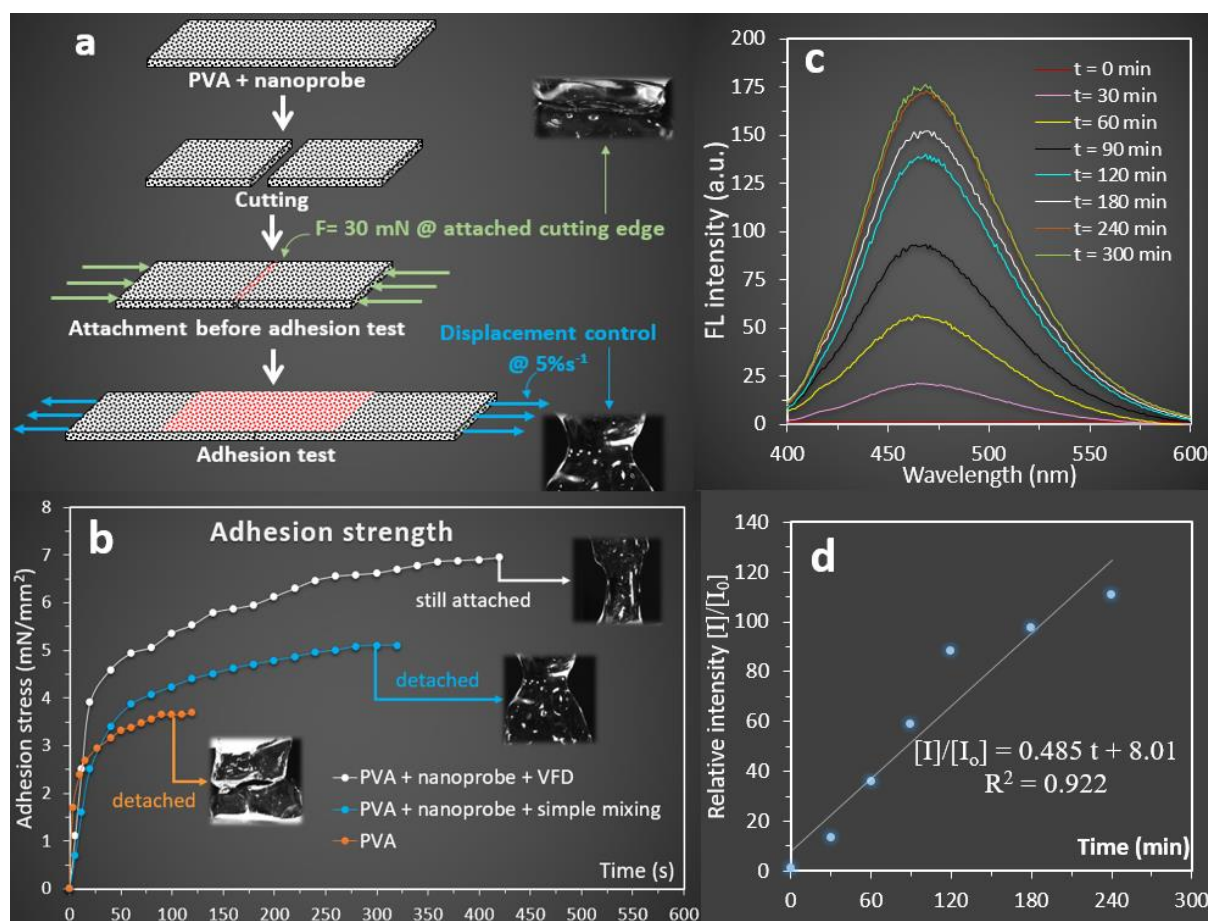 a
PVA + nanoprobe
Cutting
F= 30 mN @ attached cutting edge
Attachment before adhesion test
Displacement control
@ 5%s⁻¹
Adhesion test
c
FL intensity (a.u.)
200
175
150
125
100
75
50
25
0
400
450
500
550
600
Wavelength (nm)
t = 0 min
t= 30 min
t= 60 min
t= 90 min
t= 120 min
t= 180 min
t= 240 min
t = 300 min
b
Adhesion strength
Adhesion stress (mN/mm²)
8
7
6
5
4
3
2
1
0
still attached
detached
detached
PVA + nanoprobe + VFD
PVA + nanoprobe + simple mixing
PVA
Time (s)
0
50
100
150
200
250
300
350
400
450
500
550
600
d
Relative intensity [I]/[I₀]
140
120
100
80
60
40
20
0
[I]/[Iₒ] = 0.485 t + 8.01
R² = 0.922
Time (min)
0
60
120
180
240
300